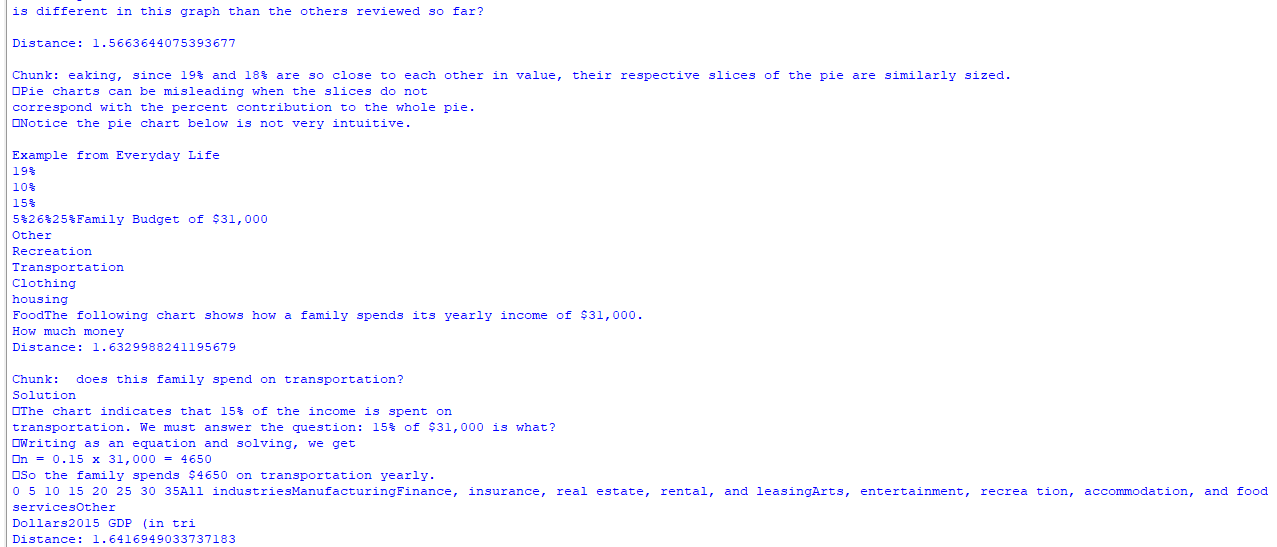 is different in this graph than the others reviewed so far?
Distance: 1.5663644075393677
Chunk: eaking, since 19% and 18% are so close to each other in value, their respective slices of the pie are similarly sized.
□Pie charts can be misleading when the slices do not
correspond with the percent contribution to the whole pie.
□Notice the pie chart below is not very intuitive.
Example from Everyday Life
19%
10%
15%
5%26%25%Family Budget of $31,000
Other
Recreation
Transportation
Clothing
housing
FoodThe following chart shows how a family spends its yearly income of $31,000.
How much money
Distance: 1.6329988241195679
Chunk:  does this family spend on transportation?
Solution
□The chart indicates that 15% of the income is spent on
transportation. We must answer the question: 15% of $31,000 is what?
□Writing as an equation and solving, we get
□n = 0.15 x 31,000 = 4650
□So the family spends $4650 on transportation yearly.
0 5 10 15 20 25 30 35All industriesManufacturingFinance, insurance, real estate, rental, and leasingArts, entertainment, recrea tion, accommodation, and food
servicesOther
Dollars2015 GDP (in tri
Distance: 1.6416949033737183